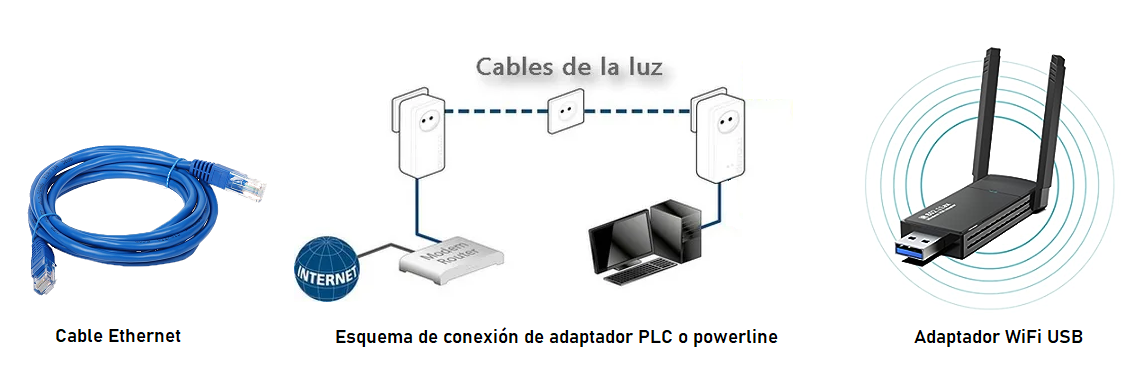 Cables de la luz
INTERNET
Modem
Router
Cable Ethernet
Esquema de conexión de adaptador PLC o powerline
Adaptador WiFi USB